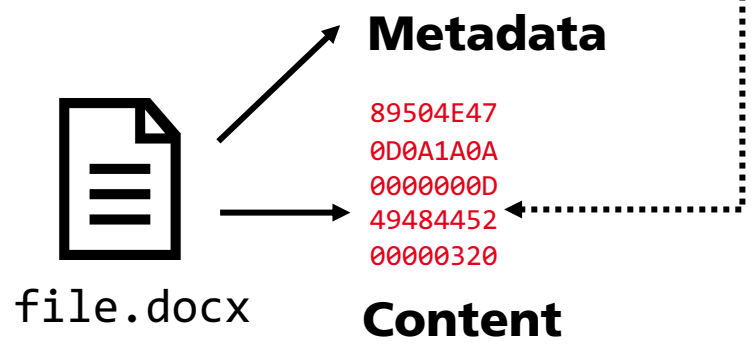 Metadata
89504E47
0D0A1A0A
0000000D
49484452
00000320
file.docx
Content